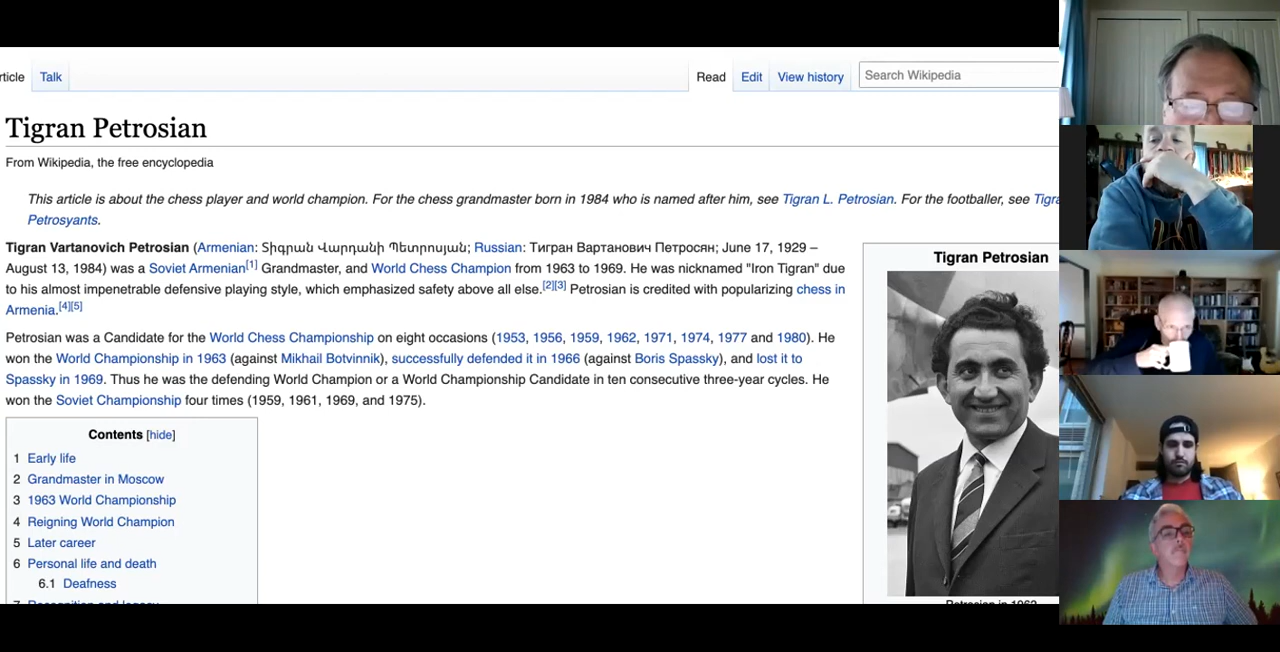 rticle
Talk
Read
Edit
View history
Search Wikipedia
Tigran Petrosian
From Wikipedia, the free encyclopedia
This article is about the chess player and world champion. For the chess grandmaster born in 1984 who is named after him, see Tigran L. Petrosian. For the footballer, see Tigra
Petrosyants.
Tigran Vartanovich Petrosian (Armenian: Տիգրան Վարդանի Պետրոսյան; Russian: Тигран Вартанович Петросян; June 17, 1929 –
August 13, 1984) was a Soviet Armenian[1] Grandmaster, and World Chess Champion from 1963 to 1969. He was nicknamed "Iron Tigran" due
to his almost impenetrable defensive playing style, which emphasized safety above all else.[2][3] Petrosian is credited with popularizing chess in
Armenia.[4][5]
Petrosian was a Candidate for the World Chess Championship on eight occasions (1953, 1956, 1959, 1962, 1971, 1974, 1977 and 1980). He
won the World Championship in 1963 (against Mikhail Botvinnik), successfully defended it in 1966 (against Boris Spassky), and lost it to
Spassky in 1969. Thus he was the defending World Champion or a World Championship Candidate in ten consecutive three-year cycles. He
won the Soviet Championship four times (1959, 1961, 1969, and 1975).
Contents [hide]
1 Early life
2 Grandmaster in Moscow
3 1963 World Championship
4 Reigning World Champion
5 Later career
6 Personal life and death
6.1 Deafness
7 Recognition and legacy
Tigran Petrosian
Petrosian in 1962